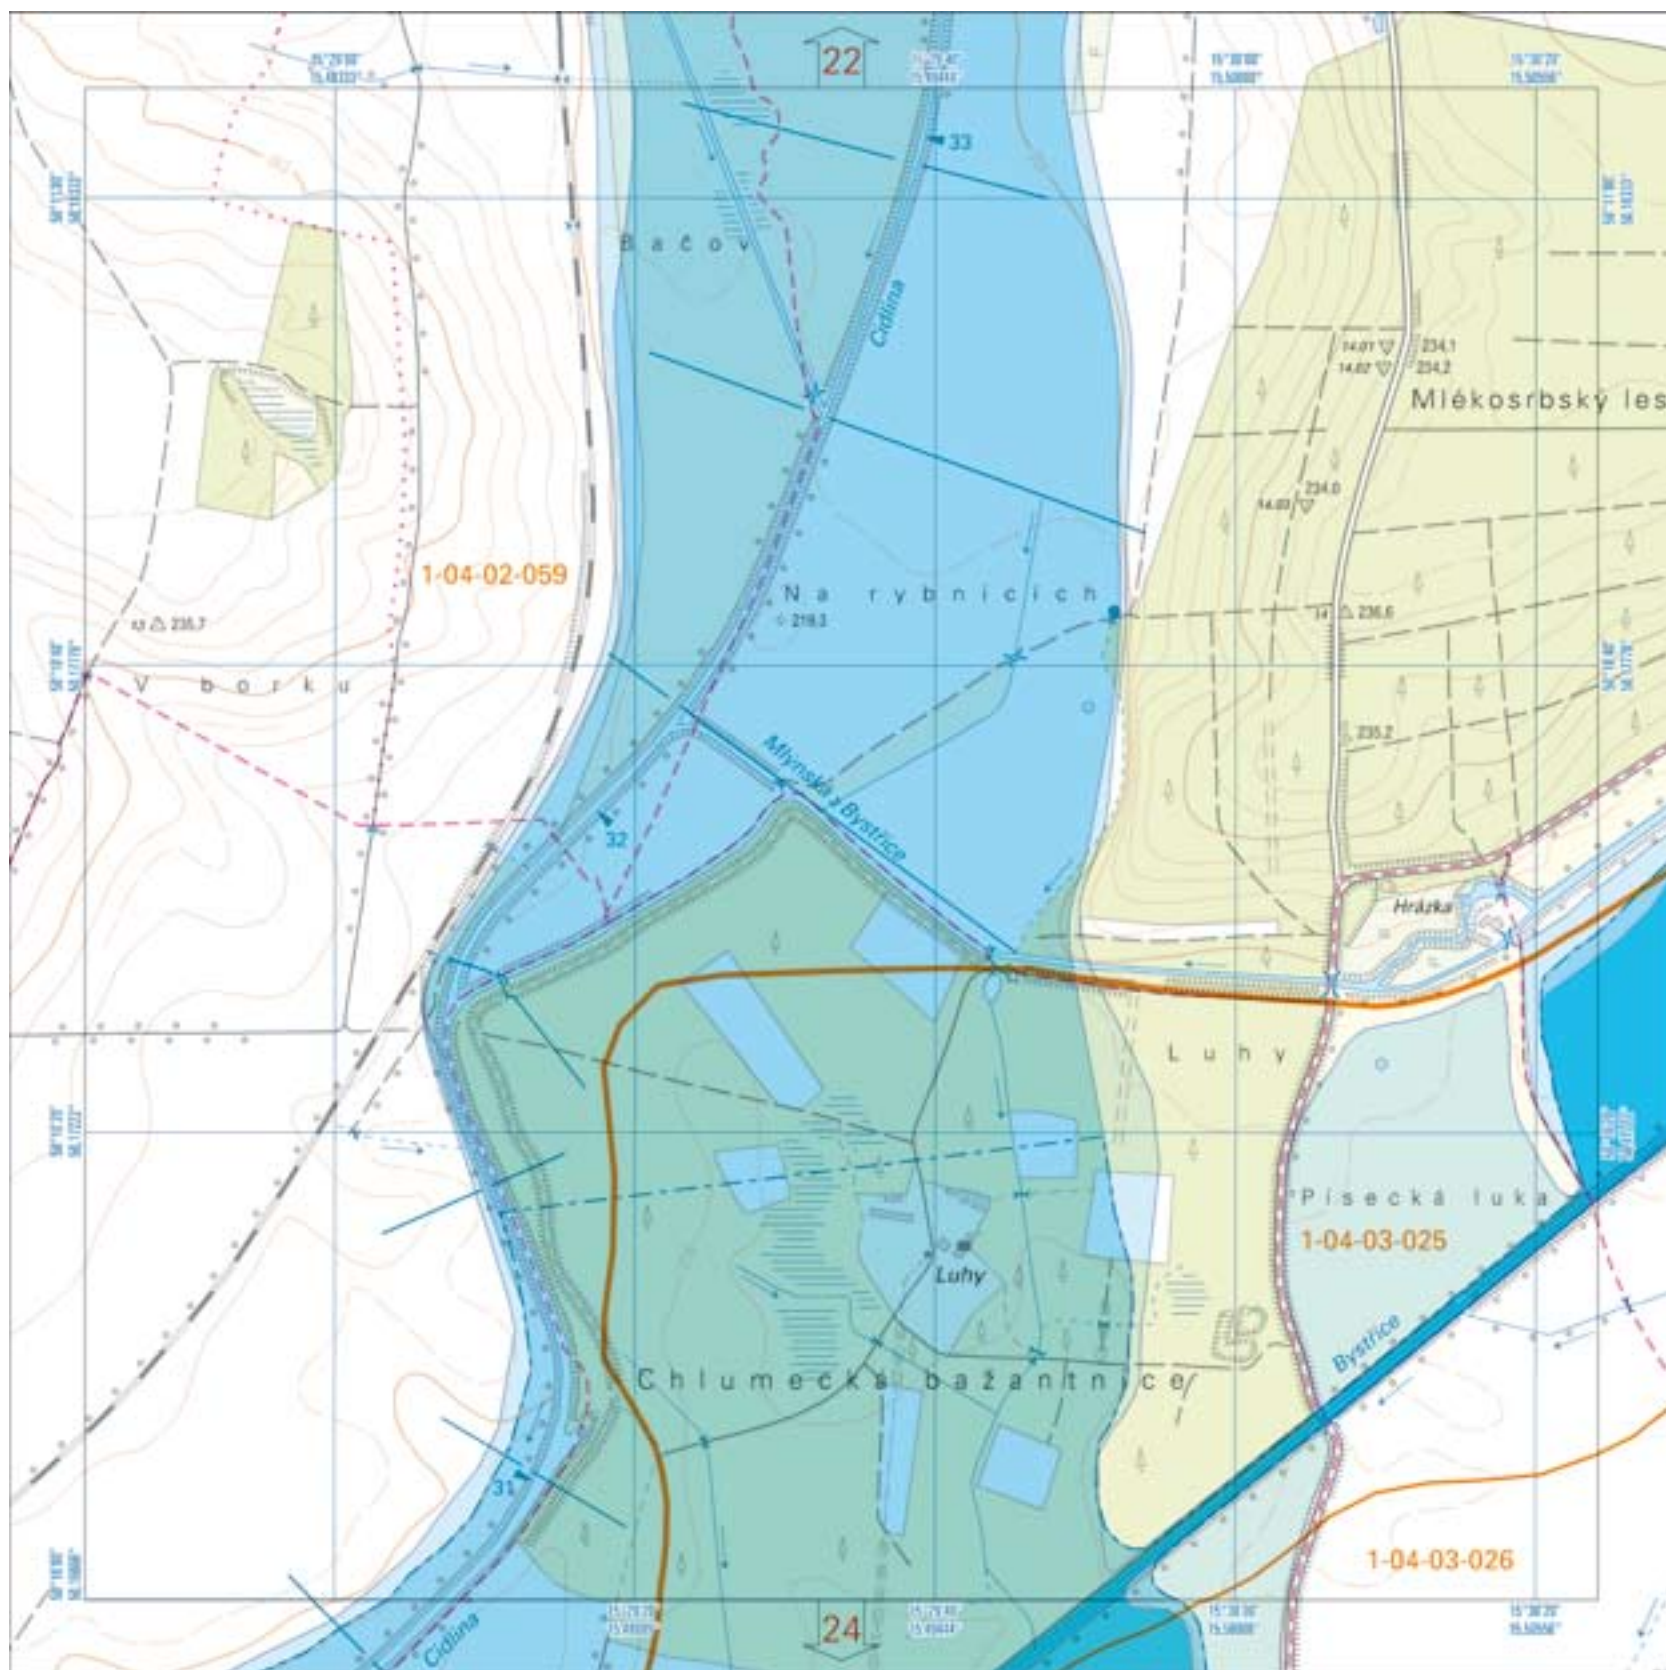 22
33
Bačov
Cidlina
14.01 234,1
14.02 234,2
Mlékosrbský les
234,0
14.03
1-04-02-059
Na rybnících
219,3
13 235,7
14 236,6
V borku
235,2
Mlynská z Bystřice
32
Hrázka
Luhy
Písecká luka
1-04-03-025
Luhy
Bystřice
Chlumecká bažantnice
31
1-04-03-026
24
Cidlina